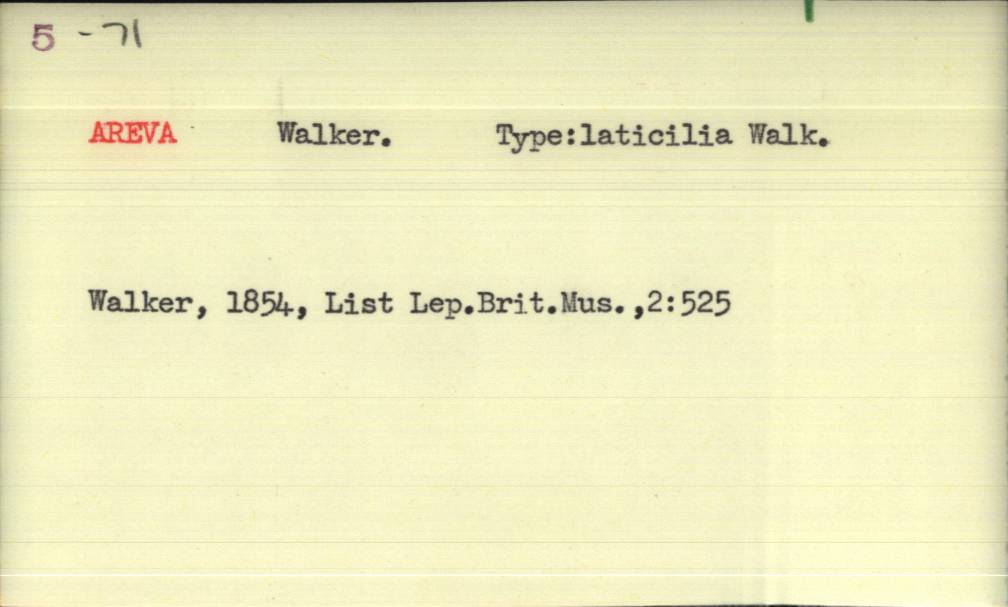 5 - 71
AREVA Walker. Type:laticilia Walk.
Walker, 1854, List Lep.Brit.Mus.,2:525